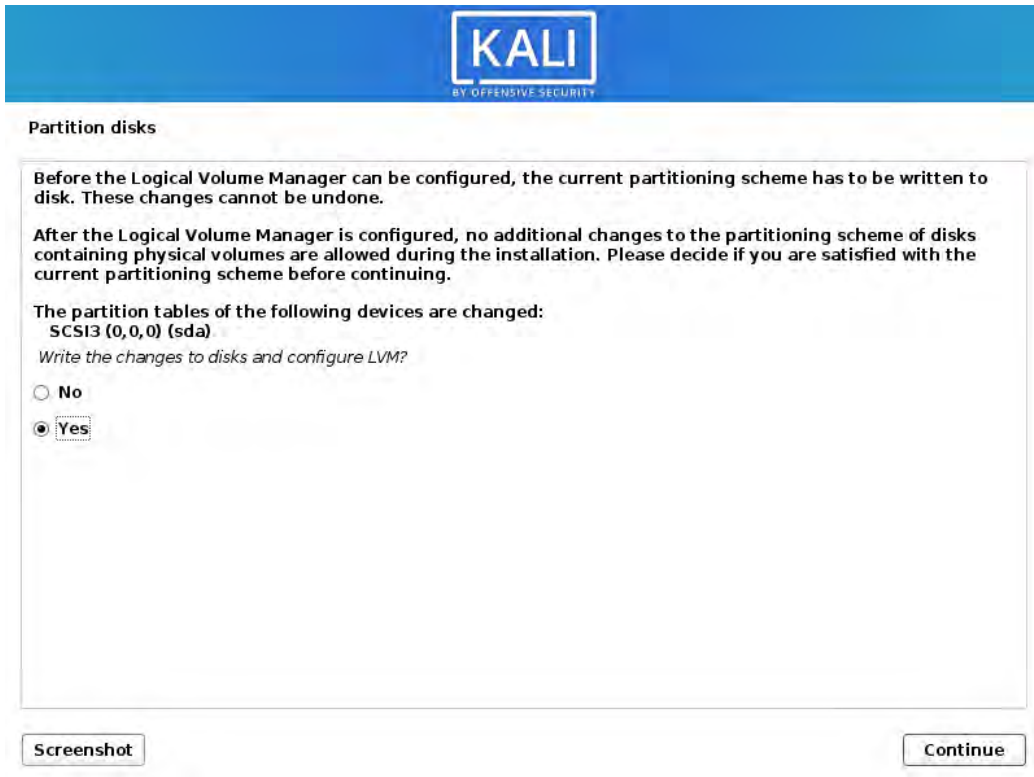 KALI
BY OFFENSIVE SECURITY
Partition disks
Before the Logical Volume Manager can be configured, the current partitioning scheme has to be written to
disk. These changes cannot be undone.
After the Logical Volume Manager is configured, no additional changes to the partitioning scheme of disks
containing physical volumes are allowed during the installation. Please decide if you are satisfied with the
current partitioning scheme before continuing.
The partition tables of the following devices are changed:
SCSI3 (0,0,0) (sda)
Write the changes to disks and configure LVM?
No
Yes
Screenshot
Continue